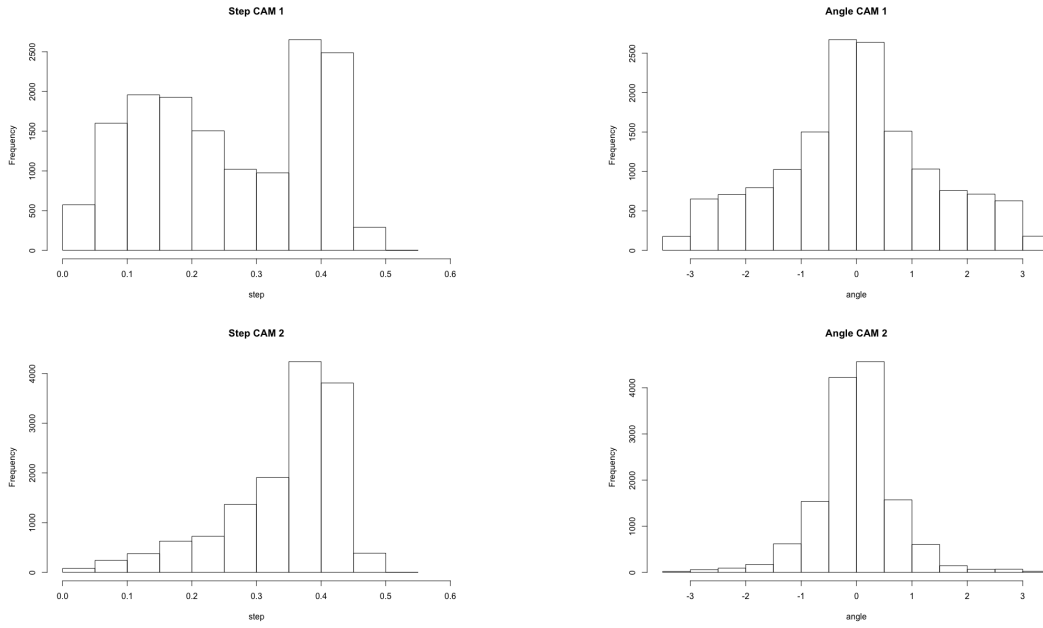 Step CAM 1
Frequency
0 500 1000 1500 2000 2500
0.0 0.1 0.2 0.3 0.4 0.5 0.6
step
Angle CAM 1
Frequency
0 500 1000 1500 2000 2500
-3 -2 -1 0 1 2 3
angle
Step CAM 2
Frequency
0 1000 2000 3000 4000
0.0 0.1 0.2 0.3 0.4 0.5 0.6
step
Angle CAM 2
Frequency
0 1000 2000 3000 4000
-3 -2 -1 0 1 2 3
angle